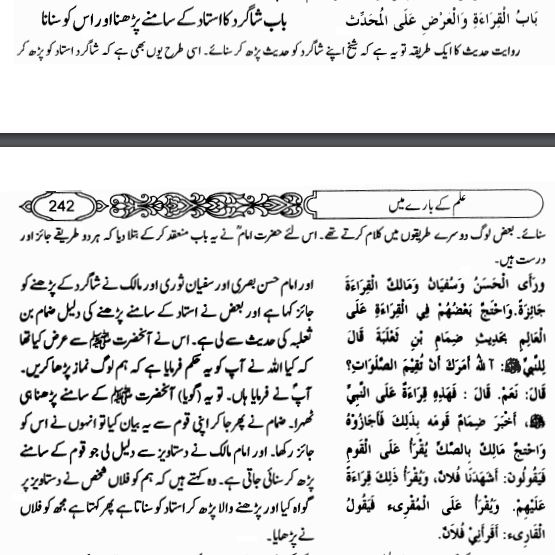 بَابُ الْقِرَاءَةِ وَالْعَرْضِ عَلَى الْمُحَدِّثِ
باب شاگرد کا استاد کے سامنے پڑھنا اور اس کو سنانا
روایت حدیث کا ایک طریقہ تو یہ ہے کہ شیخ اپنے شاگرد کو حدیث پڑھ کر سنائے۔ اسی طرح یوں بھی ہے کہ شاگرد استاد کو پڑھ کر
علم کے بارے میں
242
سنائے۔ بعض لوگ دوسرے طریقوں میں کلام کرتے تھے۔ اس لئے حضرت امامؒ نے یہ باب منعقد کر کے بتلا دیا کہ ہر دو طریقے جائز اور
درست ہیں۔
وَرَأَى الْحَسَنُ وَسُفْيَانُ وَمَالِكٌ الْقِرَاءَةَ
جَائِزَةً. وَاحْتَجَّ بَعْضُهُمْ فِي الْقِرَاءَةِ عَلَى
الْعَالِمِ بِحَدِيثِ ضِمَامِ بْنِ ثَعْلَبَةَ قَالَ
لِلنَّبِيِّ ﷺ: آللهُ أَمَرَكَ أَنْ تُقِيْمَ الصَّلَوَاتِ؟
قَالَ: نَعَمْ. قَالَ : فَهَذِهِ قِرَاءَةٌ عَلَى النَّبِيِّ
ﷺ، أَخْبَرَ ضِمَامٌ قَوْمَهُ بِذَلِكَ فَأَجَازُوْهُ
وَاحْتَجَّ مَالِكٌ بِالصَّكِّ يُقْرَأُ عَلَى الْقَوْمِ
فَيَقُولُونَ: أَشْهَدَنَا فُلاَنٌ، وَيُقْرَأُ ذَلِكَ قِرَاءَةً
عَلَيْهِمْ. وَيُقْرَأُ عَلَى الْمُقْرِىءِ فَيَقُولُ
الْقَارِىءُ: أَقْرَأَنِيْ فُلاَنٌ.
اور امام حسن بصری اور سفیان ثوری اور مالک نے شاگرد کے پڑھنے کو
جائز کہا ہے اور بعض نے استاد کے سامنے پڑھنے کی دلیل ضمام بن
ثعلبہ کی حدیث سے لی ہے۔ اس نے آنحضرت ﷺ سے عرض کیا تھا
کہ کیا اللہ نے آپ کو یہ حکم فرمایا ہے کہ ہم لوگ نماز پڑھا کریں۔
آپؐ نے فرمایا ہاں۔ تو یہ (گویا) آنحضرت ﷺ کے سامنے پڑھنا ہی
ٹھہرا۔ ضمام نے پھر جا کر اپنی قوم سے یہ بیان کیا تو انہوں نے اس کو
جائز رکھا۔ اور امام مالک نے دستاویز سے دلیل لی جو قوم کے سامنے
پڑھ کر سنائی جاتی ہے۔ وہ کہتے ہیں کہ ہم کو فلاں شخص نے دستاویز پر
گواہ کیا اور پڑھنے والا پڑھ کر استاد کو سناتا ہے پھر کہتا ہے مجھ کو فلاں
نے پڑھایا۔